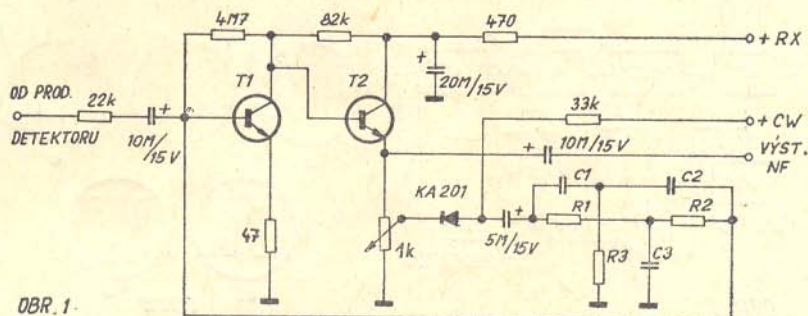 4M7
82k
470
+ RX
T1
T2
+
20M/15V
OD PROD.
DETEKTORU
22k
+
10M/15V
33k
+ CW
+
10M/15V
VÝST.
NF
KA 201
C1
C2
+
5M/15V
R1
R2
47
1k
R3
C3
OBR. 1.